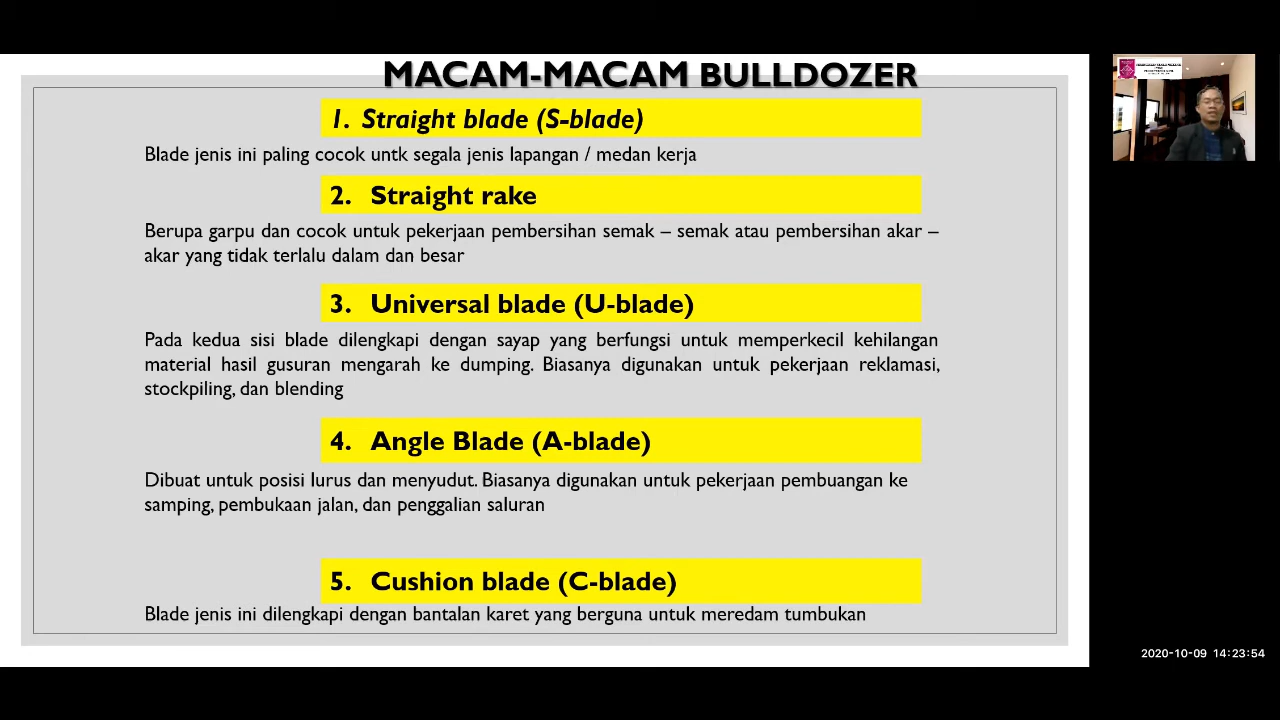 MACAM-MACAM BULLDOZER
1. Straight blade (S-blade)
Blade jenis ini paling cocok untk segala jenis lapangan / medan kerja
2. Straight rake
Berupa garpu dan cocok untuk pekerjaan pembersihan semak – semak atau pembersihan akar –
akar yang tidak terlalu dalam dan besar
3. Universal blade (U-blade)
Pada kedua sisi blade dilengkapi dengan sayap yang berfungsi untuk memperkecil kehilangan
material hasil gusuran mengarah ke dumping. Biasanya digunakan untuk pekerjaan reklamasi,
stockpiling, dan blending
4. Angle Blade (A-blade)
Dibuat untuk posisi lurus dan menyudut. Biasanya digunakan untuk pekerjaan pembuangan ke
samping, pembukaan jalan, dan penggalian saluran
5. Cushion blade (C-blade)
Blade jenis ini dilengkapi dengan bantalan karet yang berguna untuk meredam tumbukan
2020-10-09 14:23:54